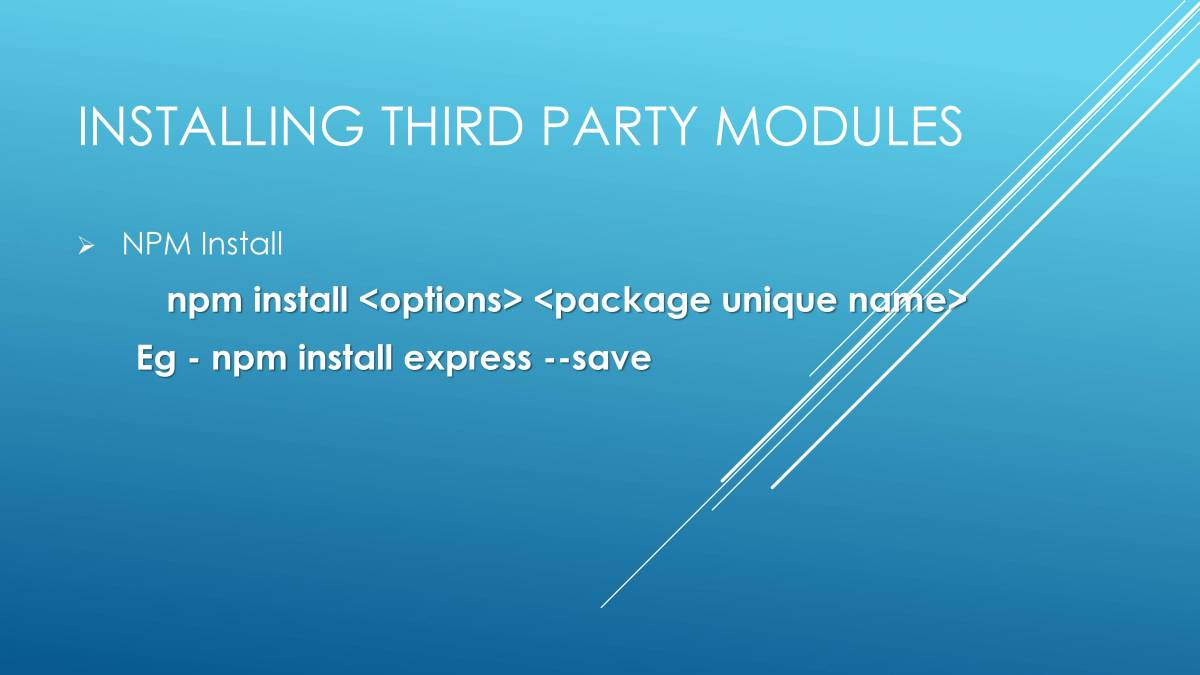 INSTALLING THIRD PARTY MODULES
NPM Install
npm install <options> <package unique name>
Eg - npm install express --save